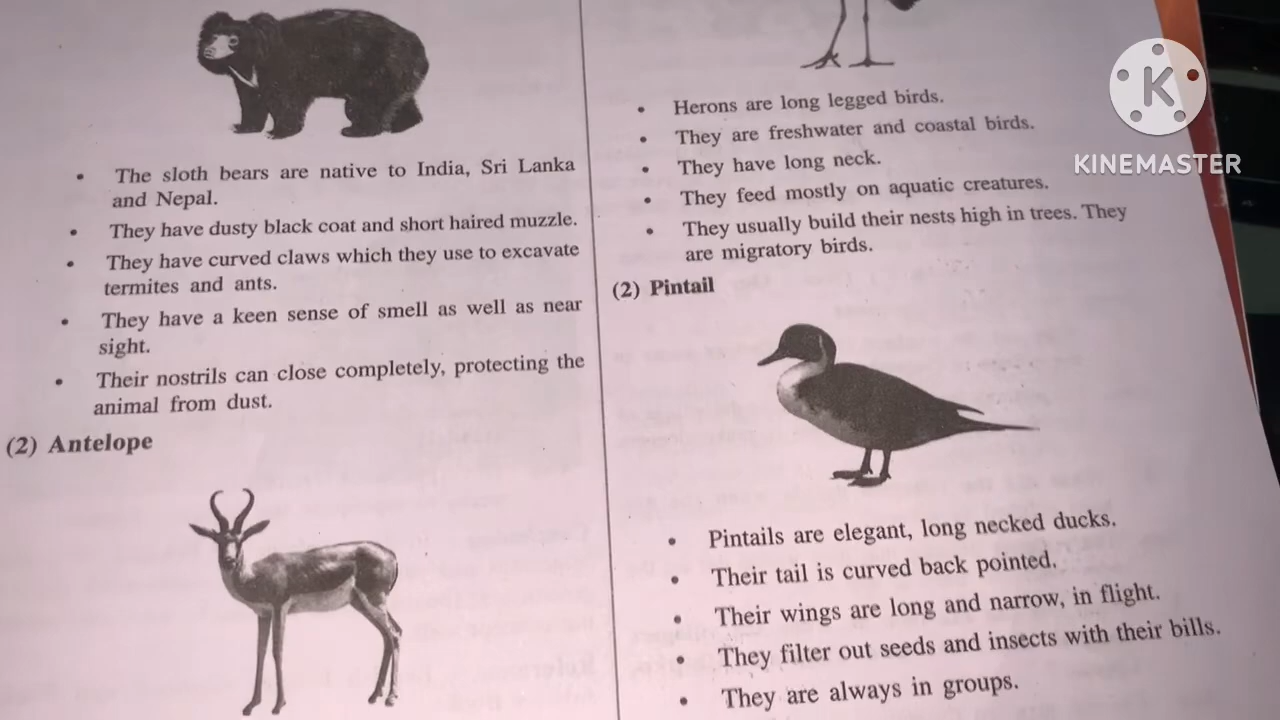 • The sloth bears are native to India, Sri Lanka
and Nepal.
• They have dusty black coat and short haired muzzle.
• They have curved claws which they use to excavate
termites and ants.
• They have a keen sense of smell as well as near
sight.
• Their nostrils can close completely, protecting the
animal from dust.
(2) Antelope
• Herons are long legged birds.
• They are freshwater and coastal birds.
• They have long neck.
• They feed mostly on aquatic creatures.
• They usually build their nests high in trees. They
are migratory birds.
(2) Pintail
• Pintails are elegant, long necked ducks.
• Their tail is curved back pointed.
• Their wings are long and narrow, in flight.
• They filter out seeds and insects with their bills.
• They are always in groups.
K
KINEMASTER